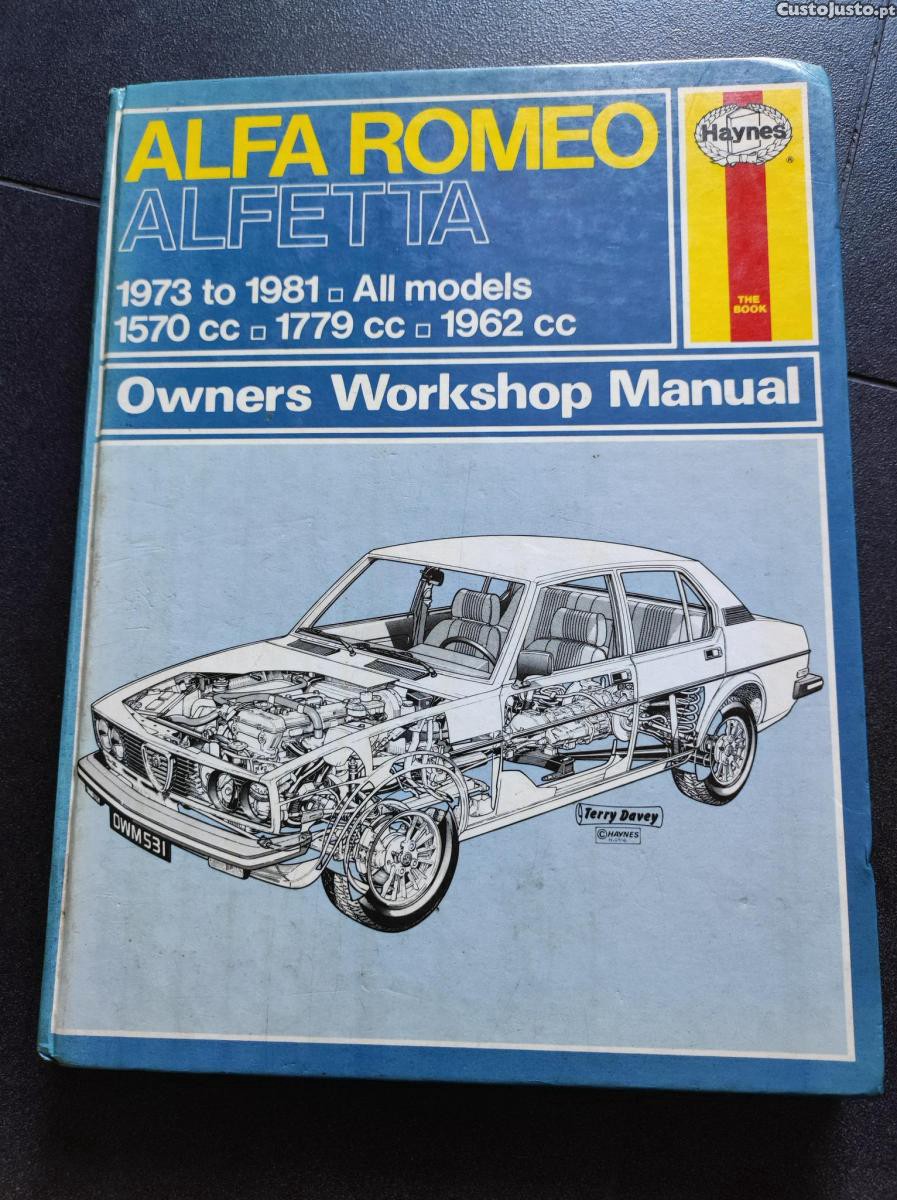 CustoJusto.pt
ALFA ROMEO
ALFETTA
1973 to 1981 □ All models
1570 cc □ 1779 cc □ 1962 cc
Haynes
®
THE
BOOK
Owners Workshop Manual
OWM531
Terry Davey
© HAYNES